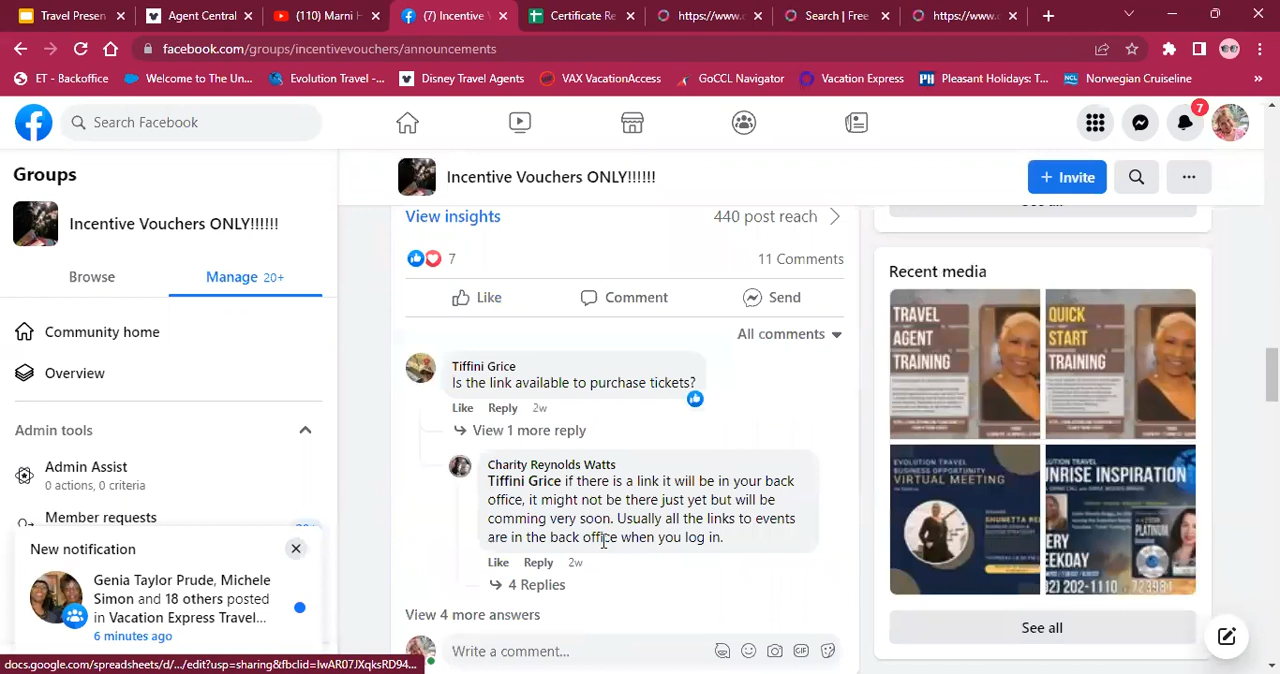 Travel Presen
Agent Central
(110) Marni H
(7) Incentive V
Certificate Re
https://www.c
Search | Free
https://www.c
facebook.com/groups/incentivevouchers/announcements
ET - Backoffice
Welcome to The Un...
Evolution Travel -...
Disney Travel Agents
VAX VacationAccess
GoCCL Navigator
Vacation Express
Pleasant Holidays: T...
Norwegian Cruiseline
»
Search Facebook
7
Groups
Incentive Vouchers ONLY!!!!!!
Browse
Manage 20+
Community home
Overview
Admin tools
Admin Assist
0 actions, 0 criteria
Member requests
New notification
Genia Taylor Prude, Michele
Simon and 18 others posted
in Vacation Express Travel...
6 minutes ago
docs.google.com/spreadsheets/d/.../edit?usp=sharing&fbclid=IwAR07JXqksRD94...
Incentive Vouchers ONLY!!!!!!
+ Invite
View insights
440 post reach
7
11 Comments
Like
Comment
Send
All comments
Tiffini Grice
Is the link available to purchase tickets?
Like Reply 2w
View 1 more reply
Charity Reynolds Watts
Tiffini Grice if there is a link it will be in your back
office, it might not be there just yet but will be
comming very soon. Usually all the links to events
are in the back office when you log in.
Like Reply 2w
4 Replies
View 4 more answers
Write a comment...
GIF
See all
Recent media
TRAVEL
AGENT
TRAINING
QUICK
START
TRAINING
EVOLUTION TRAVEL
BUSINESS OPPORTUNITY
VIRTUAL MEETING
OLUTION TRAVEL
NRISE INSPIRATION
EKDAY
PLATINUM
02) 202-1110
See all